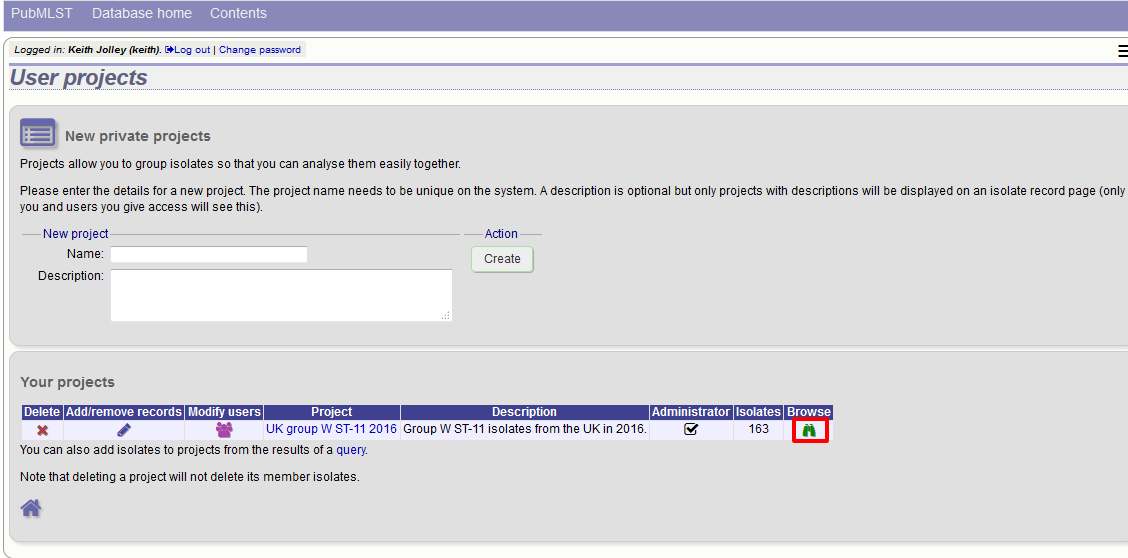 PubMLST Database home Contents
Logged in: Keith Jolley (keith). Log out | Change password
User projects
New private projects
Projects allow you to group isolates so that you can analyse them easily together.
Please enter the details for a new project. The project name needs to be unique on the system. A description is optional but only projects with descriptions will be displayed on an isolate record page (only
you and users you give access will see this).
New project Action
Name: Create
Description:
Your projects
Delete Add/remove records Modify users Project Description Administrator Isolates Browse
UK group W ST-11 2016 Group W ST-11 isolates from the UK in 2016. 163
You can also add isolates to projects from the results of a query.
Note that deleting a project will not delete its member isolates.